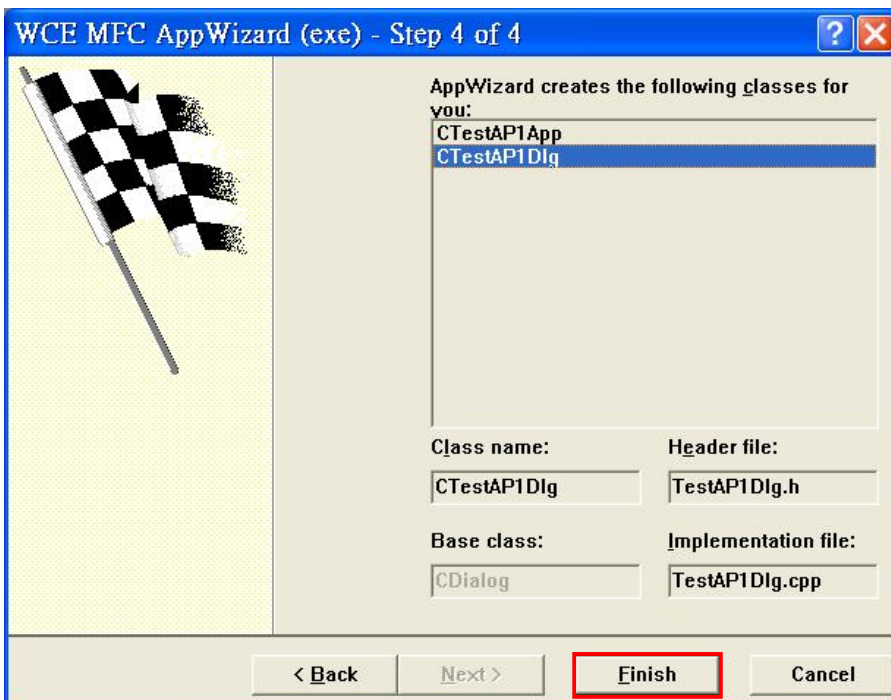 WCE MFC AppWizard (exe) - Step 4 of 4
AppWizard creates the following classes for
you:
CTestAP1App
CTestAP1Dlg
Class name:
Header file:
CTestAP1Dlg
TestAP1Dlg.h
Base class:
Implementation file:
CDialog
TestAP1Dlg.cpp
< Back
Next >
Finish
Cancel